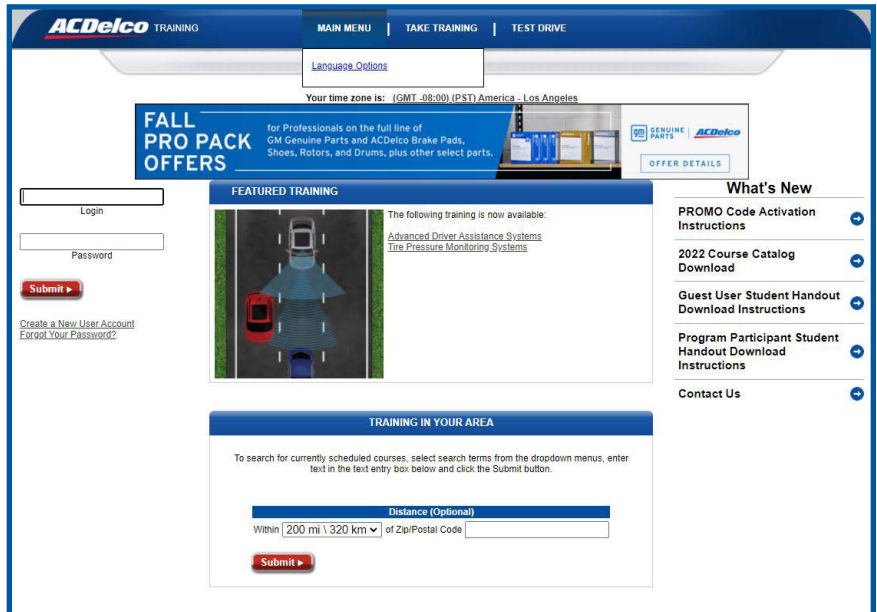 ACDelco TRAINING
MAIN MENU | TAKE TRAINING | TEST DRIVE
Language Options
Your time zone is: (GMT -08:00) (PST) America - Los Angeles
FALL
PRO PACK
OFFERS
for Professionals on the full line of
GM Genuine Parts and ACDelco Brake Pads,
Shoes, Rotors, and Drums, plus other select parts.
gm GENUINE PARTS | ACDelco
OFFER DETAILS
Login
Password
Submit
Create a New User Account
Forgot Your Password?
FEATURED TRAINING
The following training is now available:
Advanced Driver Assistance Systems
Tire Pressure Monitoring Systems
TRAINING IN YOUR AREA
To search for currently scheduled courses, select search terms from the dropdown menus, enter
text in the text entry box below and click the Submit button.
Distance (Optional)
Within 200 mi \ 320 km of Zip/Postal Code
Submit
What's New
PROMO Code Activation
Instructions
2022 Course Catalog
Download
Guest User Student Handout
Download Instructions
Program Participant Student
Handout Download
Instructions
Contact Us